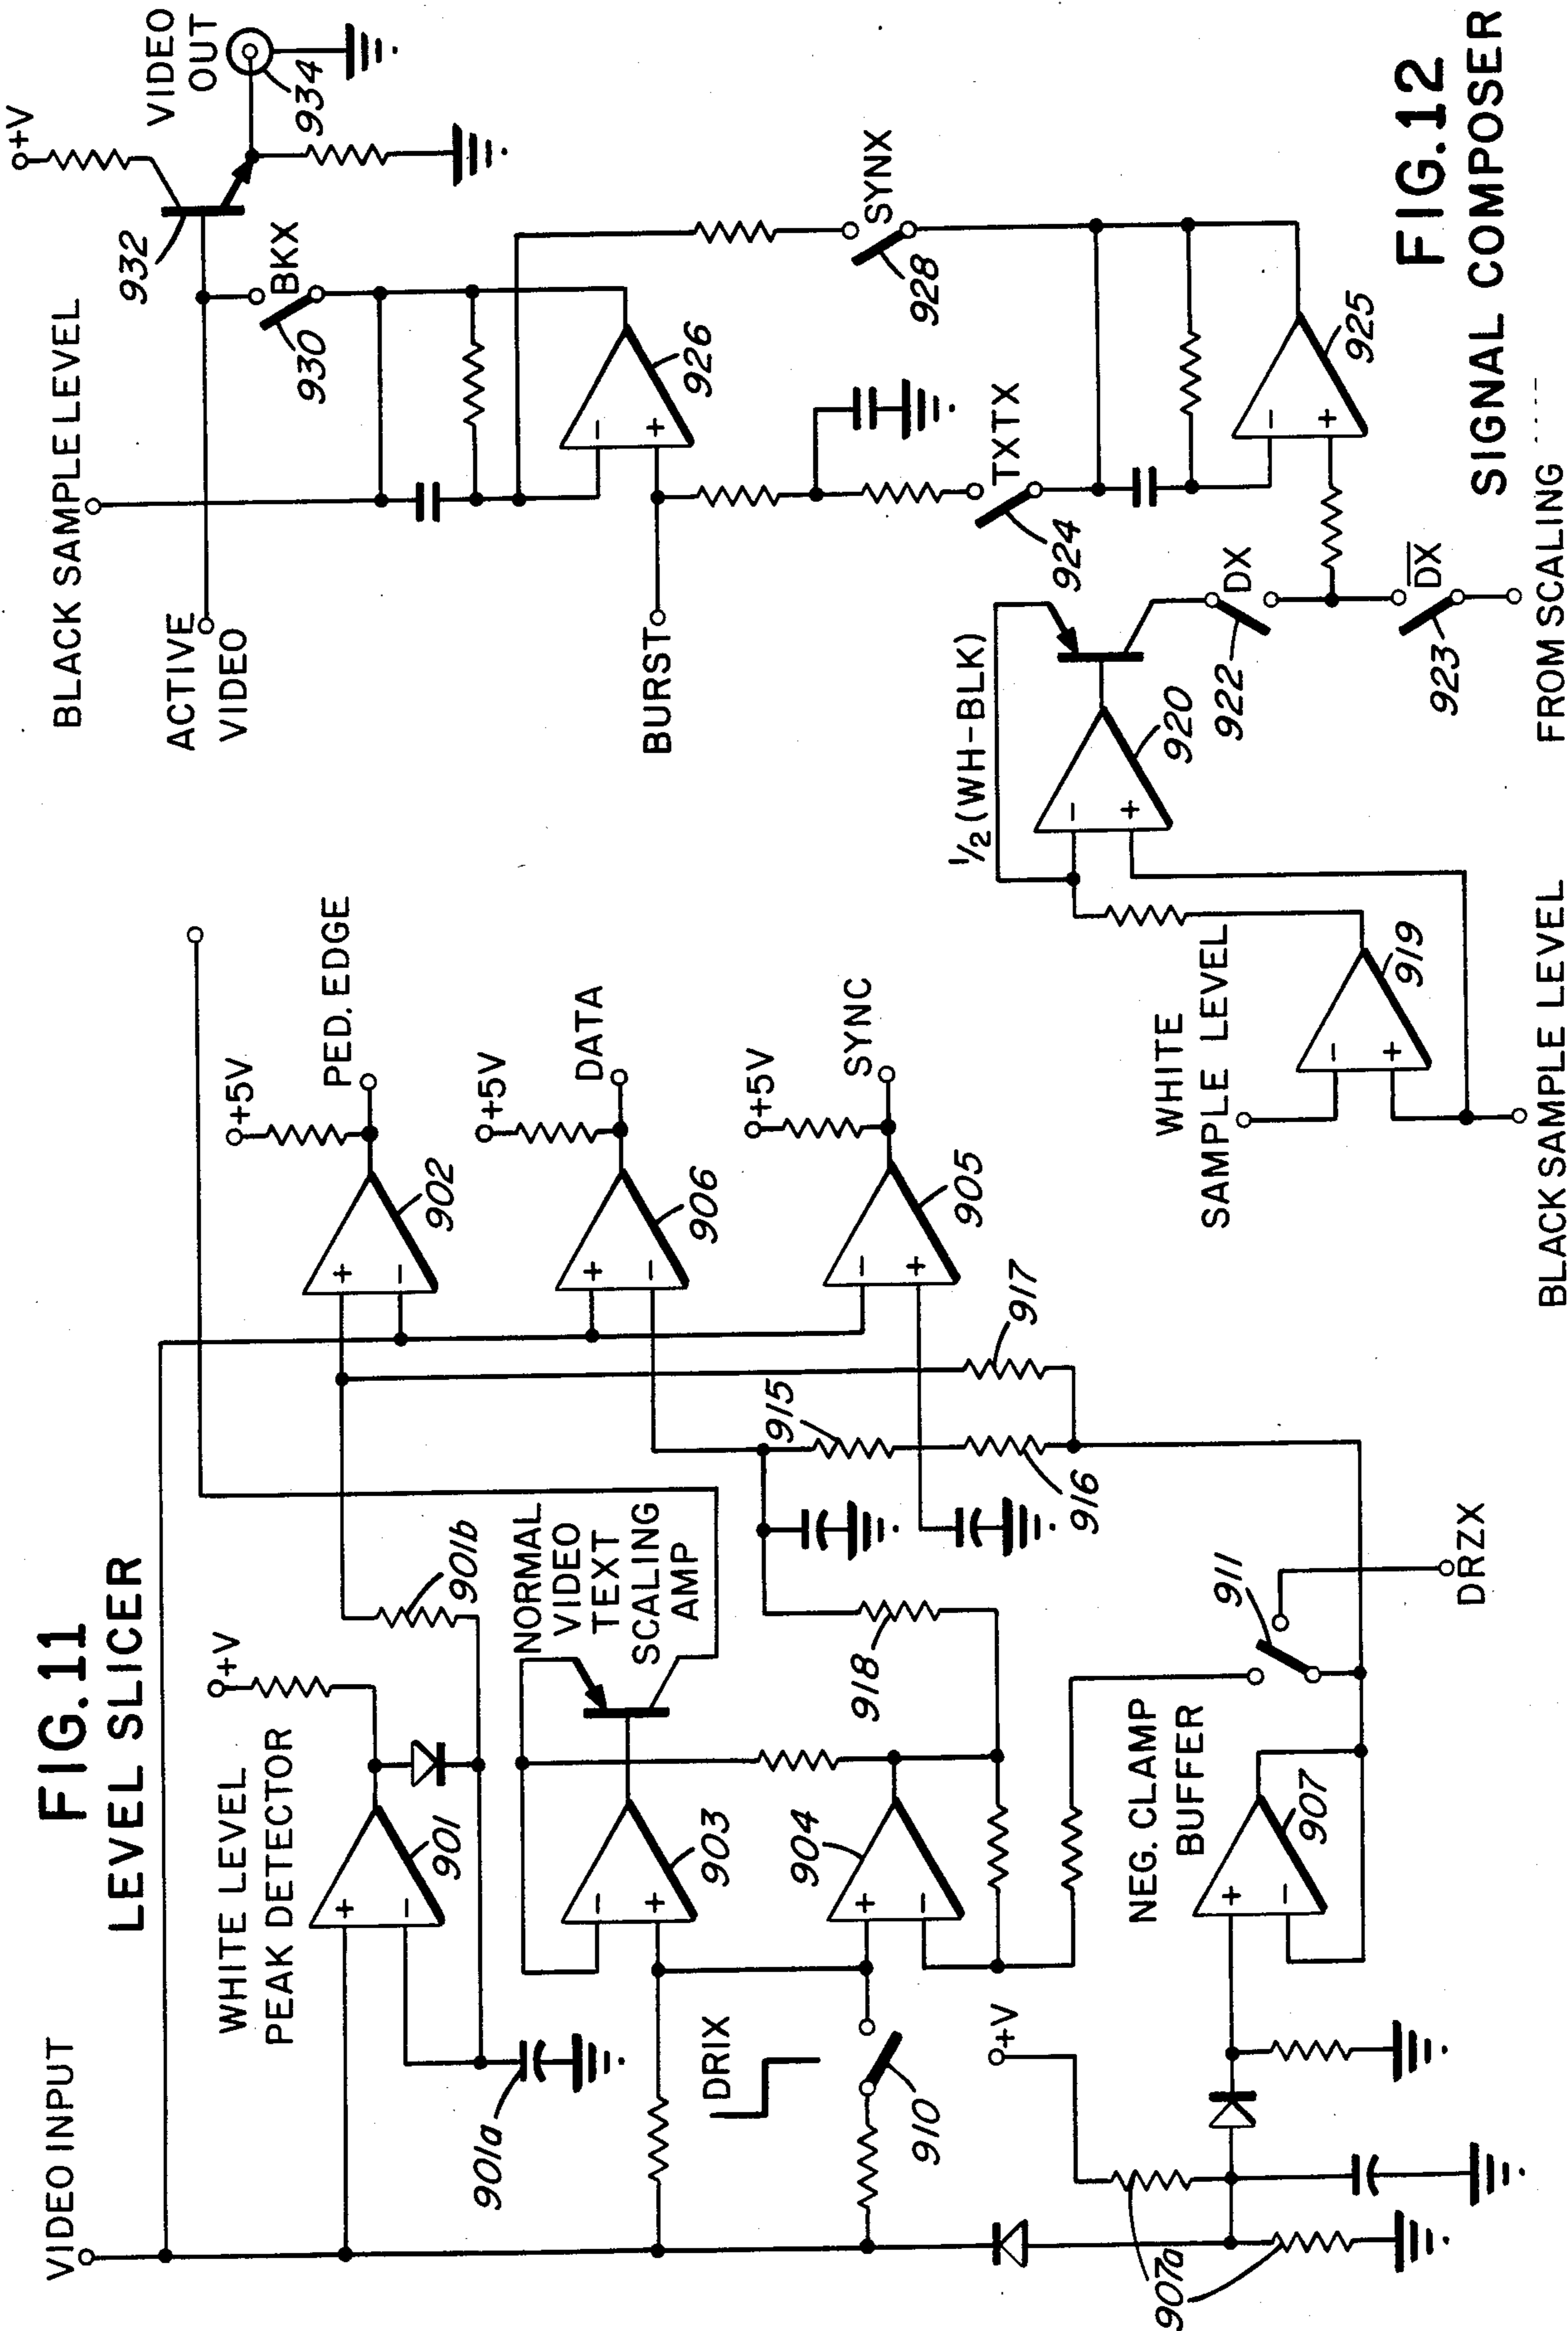 FIG.11
LEVEL SLICER
VIDEO INPUT
WHITE LEVEL
PEAK DETECTOR
+V
901
901a
901b
+5V
PED. EDGE
902
NORMAL
VIDEO
TEXT
SCALING
AMP
903
+5V
DATA
906
904
DRIX
910
918
915
916
917
+5V
SYNC
905
+V
907a
NEG. CLAMP
BUFFER
907
911
DRZX
FIG.12
SIGNAL COMPOSER
BLACK SAMPLE LEVEL
ACTIVE
VIDEO
+V
VIDEO
OUT
932
934
BKX
930
926
BURST
SYNX
928
TXTX
924
925
1/2 (WH-BLK)
920
DX
922
D̅X̅
923
FROM SCALING
WHITE
SAMPLE LEVEL
919
BLACK SAMPLE LEVEL
+
−
+
−
−
+
+
−
−
+
+
−
−
+
+
−
−
+
−
+
−
+
−
+